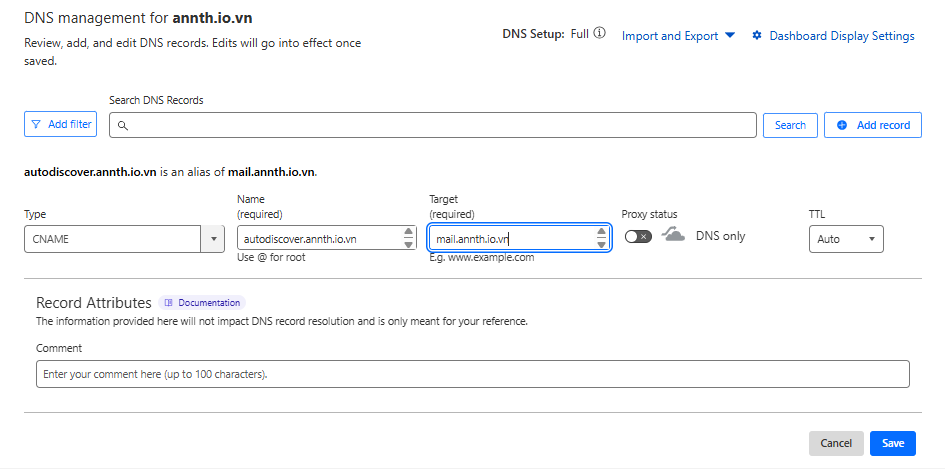 DNS management for annth.io.vn
Review, add, and edit DNS records. Edits will go into effect once
saved.
DNS Setup: Full
Import and Export
Dashboard Display Settings
Search DNS Records
Add filter
Search
Add record
autodiscover.annth.io.vn is an alias of mail.annth.io.vn.
Type
Name
(required)
Target
(required)
Proxy status
TTL
CNAME
autodiscover.annth.io.vn
mail.annth.io.vn
DNS only
Auto
Use @ for root
E.g. www.example.com
Record Attributes
Documentation
The information provided here will not impact DNS record resolution and is only meant for your reference.
Comment
Enter your comment here (up to 100 characters).
Cancel
Save